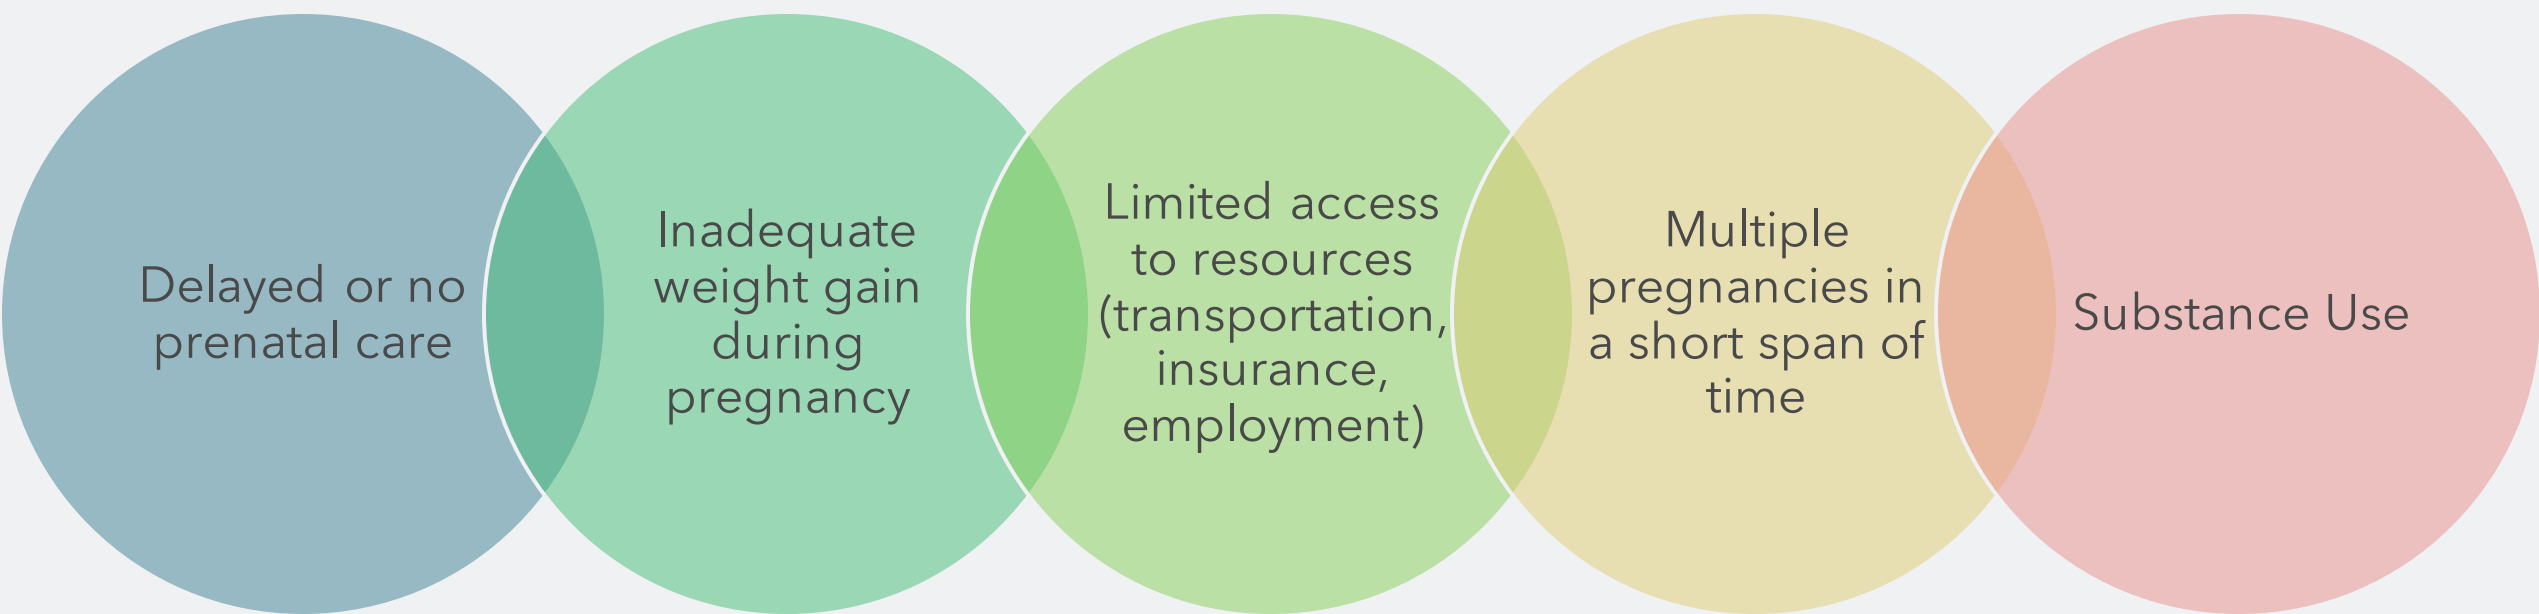 Delayed or no
prenatal care
Inadequate
weight gain
during
pregnancy
Limited access
to resources
(transportation,
insurance,
employment)
Multiple
pregnancies in
a short span of
time
Substance Use